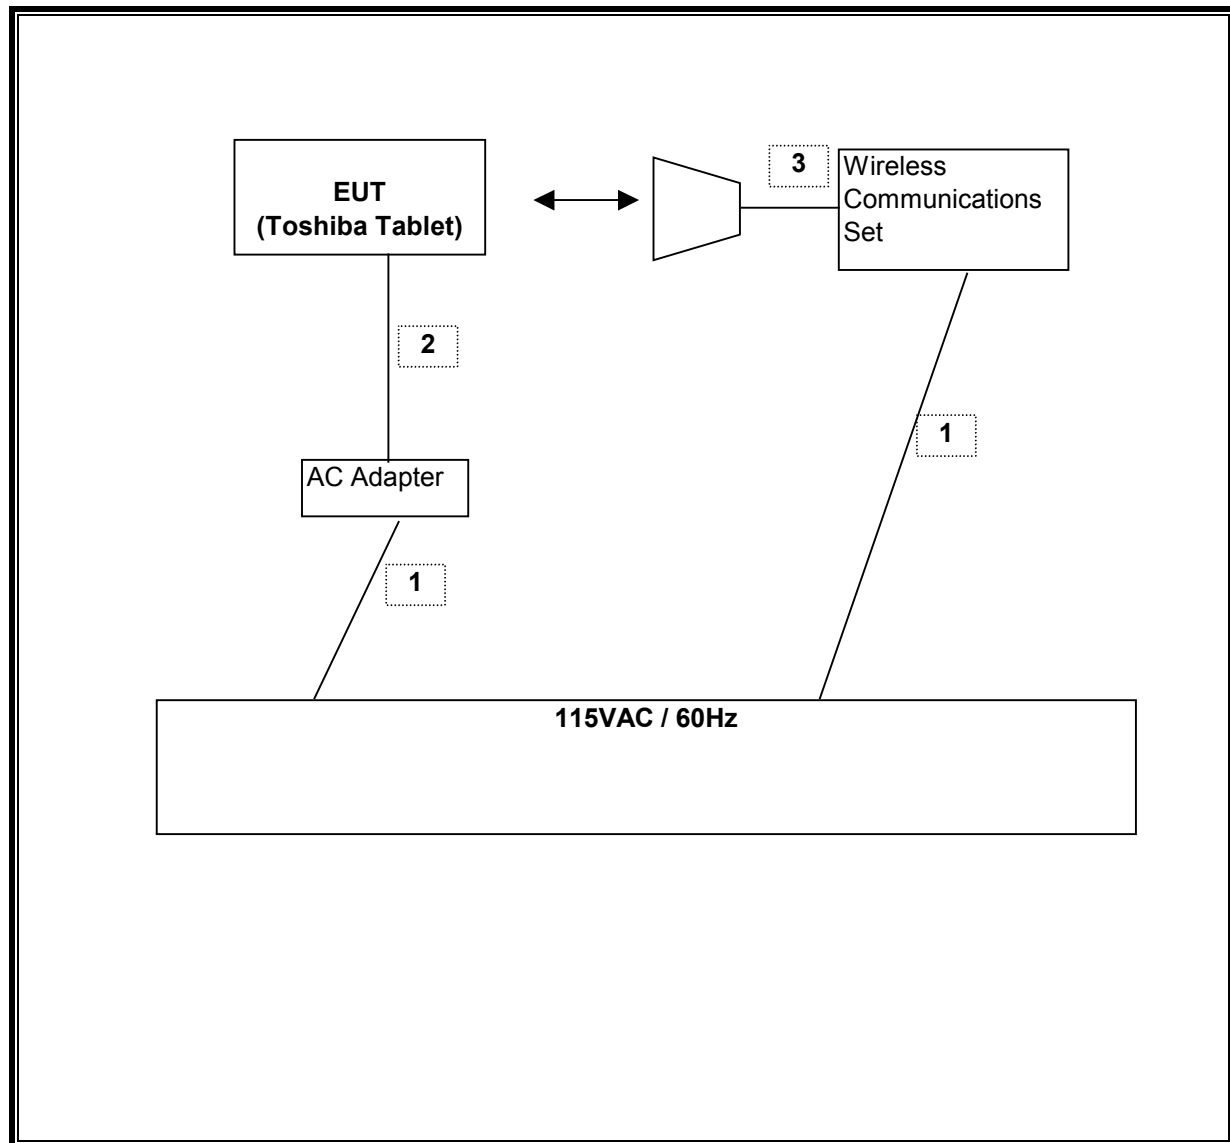 EUT
(Toshiba Tablet)
3
Wireless
Communications
Set
2
1
AC Adapter
1
115VAC / 60Hz